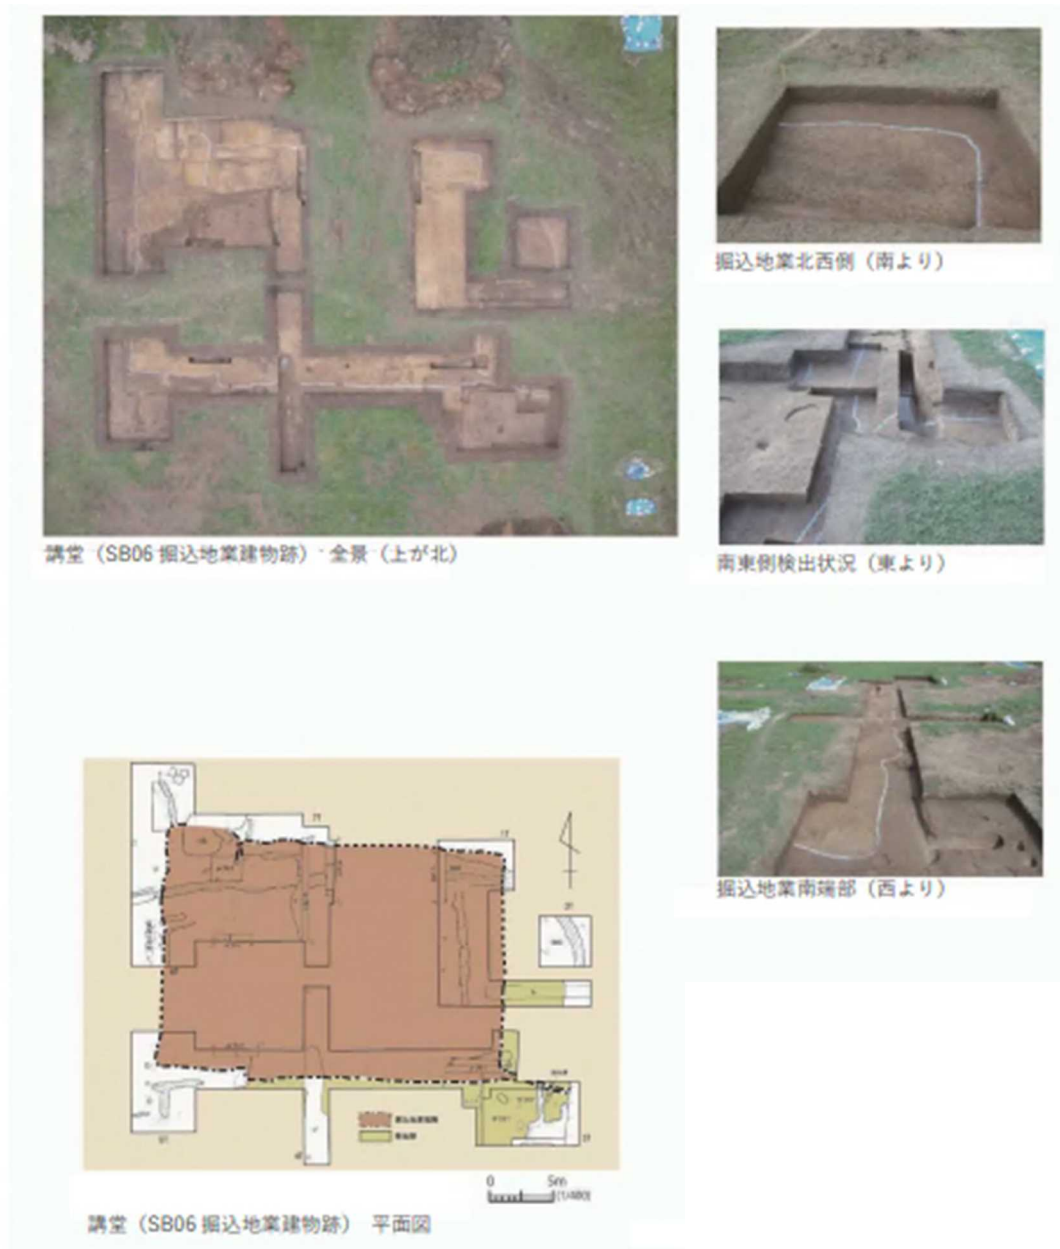 講堂（SB06 掘込地業建物跡） 全景（上が北）
掘込地業北西側（南より）
南東側検出状況（東より）
掘込地業南端部（西より）
0 5m
(1/400)
講堂（SB06 掘込地業建物跡） 平面図